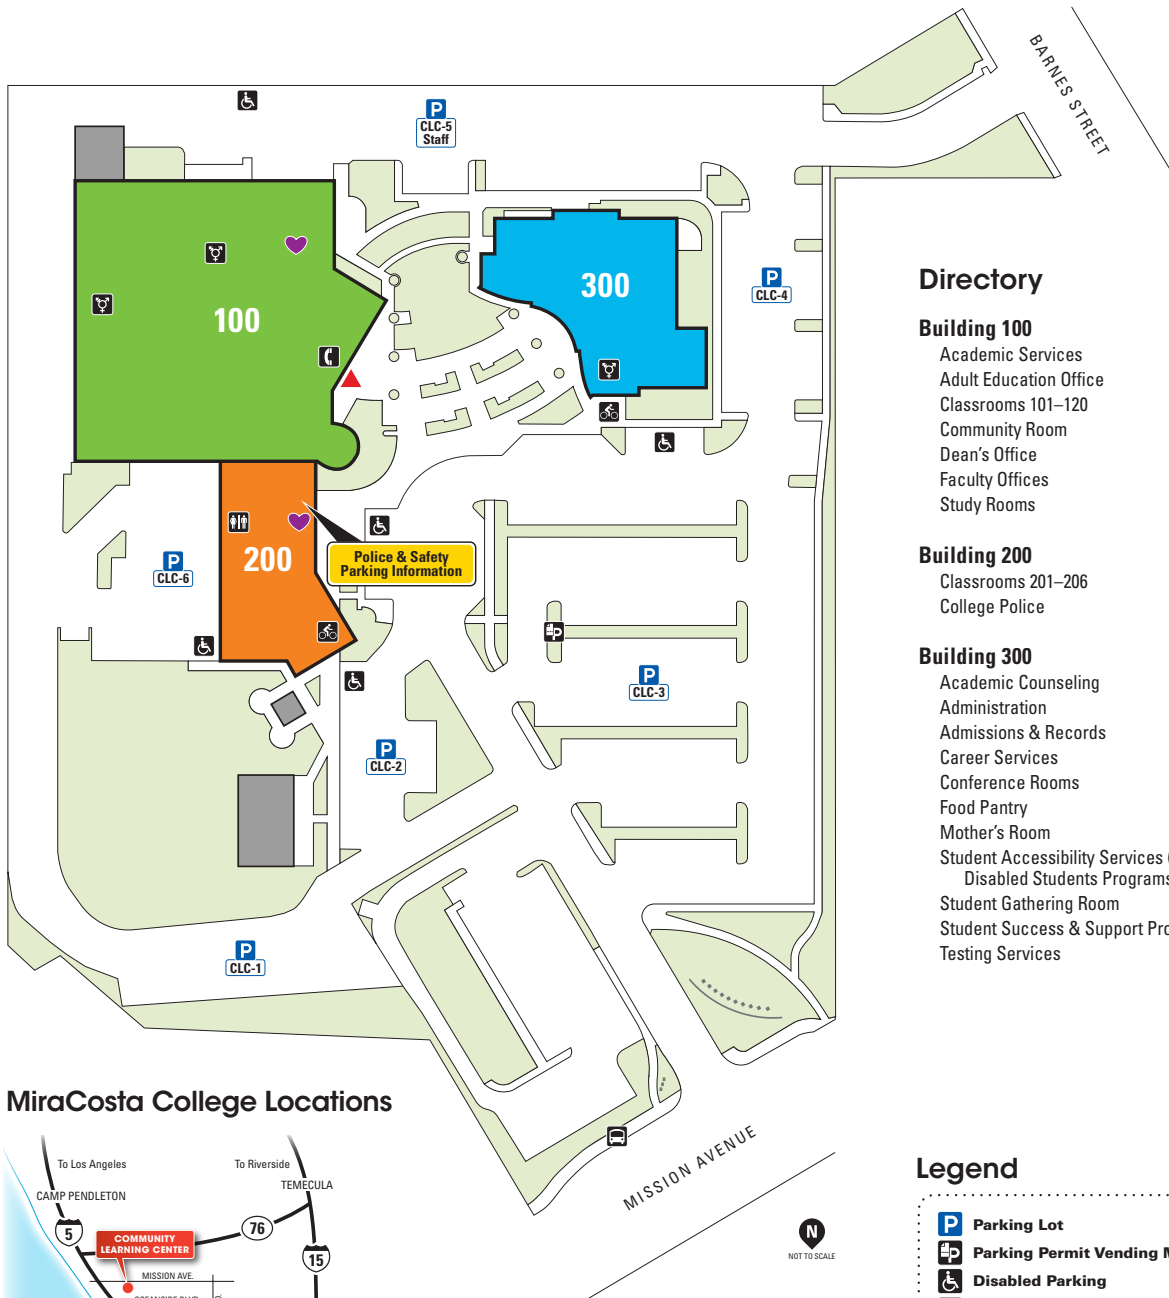 BARNES STREET
P
CLC-5
Staff
100
300
P
CLC-4
200
Police & Safety
Parking Information
P
CLC-6
P
P
CLC-3
P
CLC-2
P
CLC-1
MISSION AVENUE
N
NOT TO SCALE
Directory
Building 100
Academic Services
Adult Education Office
Classrooms 101–120
Community Room
Dean's Office
Faculty Offices
Study Rooms
Building 200
Classrooms 201–206
College Police
Building 300
Academic Counseling
Administration
Admissions & Records
Career Services
Conference Rooms
Food Pantry
Mother's Room
Student Accessibility Services
Disabled Students Programs
Student Gathering Room
Student Success & Support
Testing Services
MiraCosta College Locations
To Los Angeles
To Riverside
TEMECULA
CAMP PENDLETON
5
76
15
COMMUNITY
LEARNING CENTER
MISSION AVE.
Legend
P Parking Lot
P Parking Permit Vending
Disabled Parking